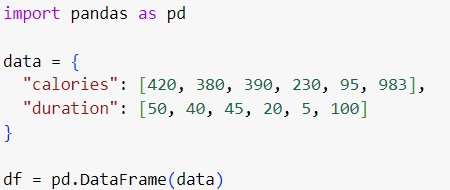 import pandas as pd
data = {
  "calories": [420, 380, 390, 230, 95, 983],
  "duration": [50, 40, 45, 20, 5, 100]
}
df = pd.DataFrame(data)